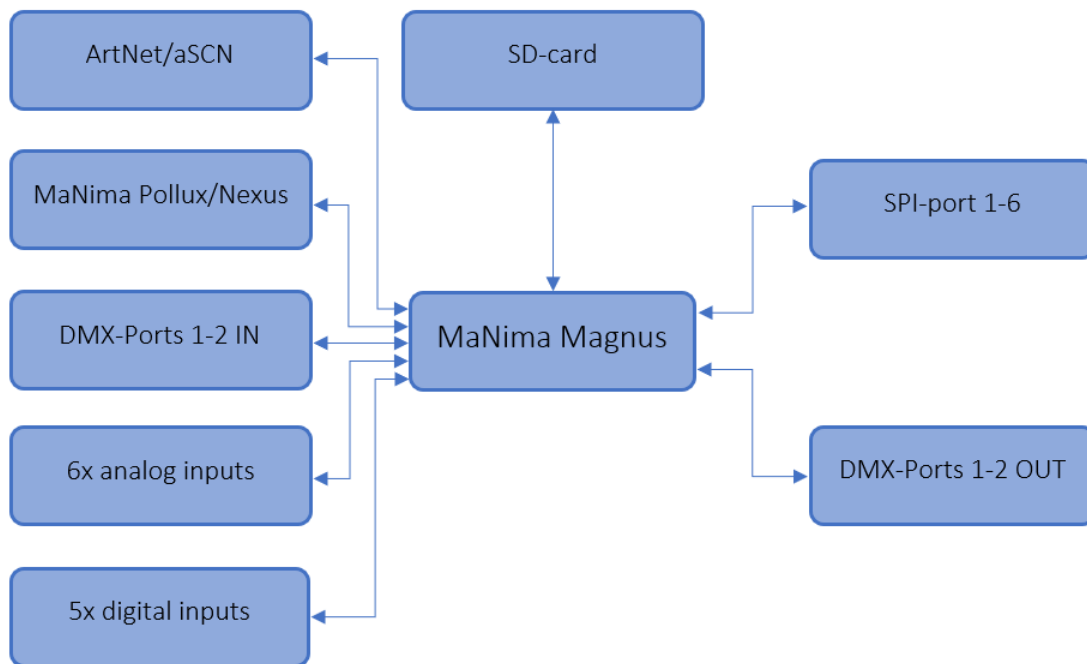 ArtNet/aSCN
SD-card
MaNima Pollux/Nexus
SPI-port 1-6
DMX-Ports 1-2 IN
MaNima Magnus
6x analog inputs
DMX-Ports 1-2 OUT
5x digital inputs